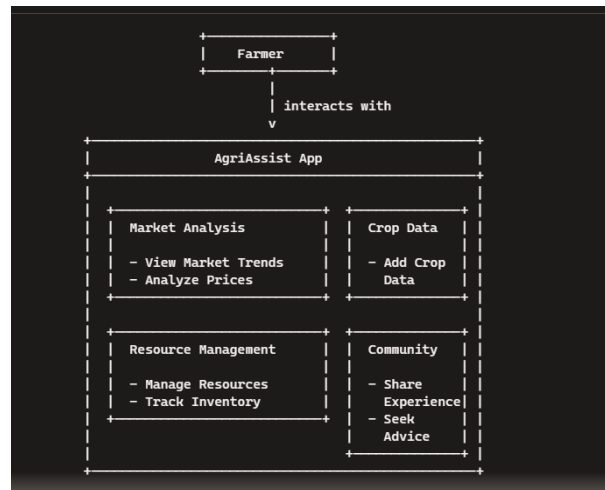 Farmer
interacts with
v
AgriAssist App
Market Analysis
- View Market Trends
- Analyze Prices
Crop Data
- Add Crop
Data
Resource Management
- Manage Resources
- Track Inventory
Community
- Share
Experience
- Seek
Advice